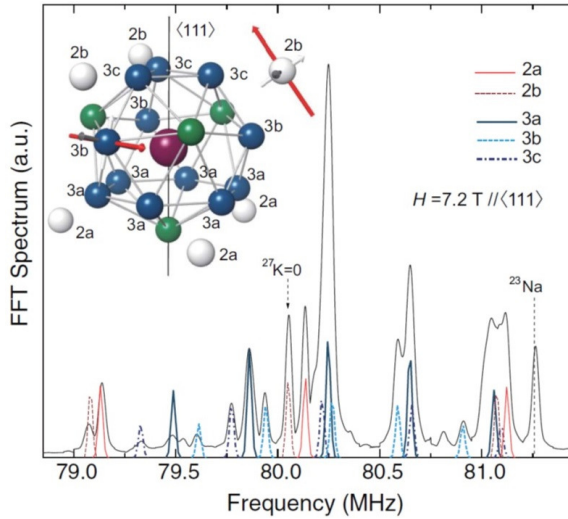 FFT Spectrum (a.u.)
⟨111⟩
2b
2b
2b
3c
3c
3c
3b
3b
3b
3a
3a
3a
3a
3a
3a
2a
2a
2a
2a
2b
3a
3b
3c
H =7.2 T //⟨111⟩
²⁷K=0
²³Na
79.0 79.5 80.0 80.5 81.0
Frequency (MHz)